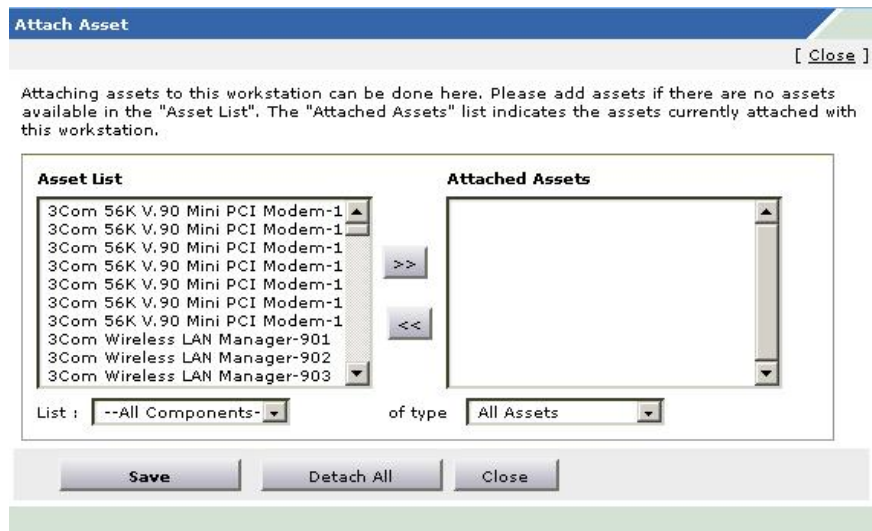 Attach Asset
[ Close ]
Attaching assets to this workstation can be done here. Please add assets if there are no assets
available in the "Asset List". The "Attached Assets" list indicates the assets currently attached with
this workstation.
Asset List
Attached Assets
3Com 56K V.90 Mini PCI Modem-1
3Com 56K V.90 Mini PCI Modem-1
3Com 56K V.90 Mini PCI Modem-1
3Com 56K V.90 Mini PCI Modem-1
3Com 56K V.90 Mini PCI Modem-1
3Com 56K V.90 Mini PCI Modem-1
3Com 56K V.90 Mini PCI Modem-1
3Com Wireless LAN Manager-901
3Com Wireless LAN Manager-902
3Com Wireless LAN Manager-903
>>
<<
List : --All Components- of type All Assets
Save Detach All Close